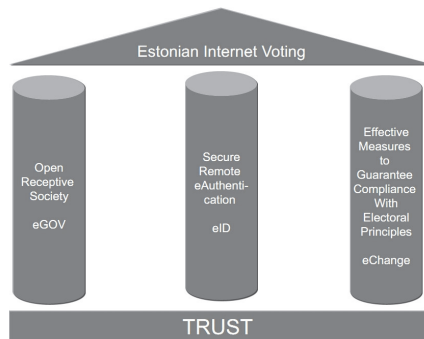 Estonian Internet Voting
Open
Receptive
Society
eGOV
Secure
Remote
eAuthenti-
cation
eID
Effective
Measures
to
Guarantee
Compliance
With
Electoral
Principles
eChange
TRUST